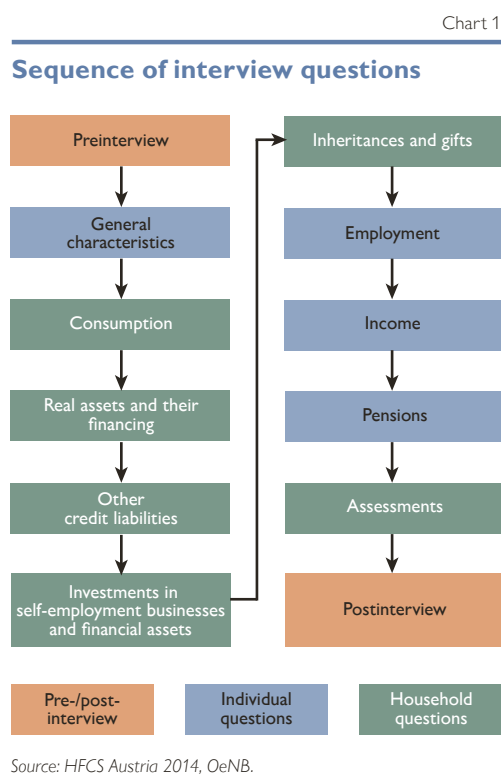 Chart 1
Sequence of interview questions
Preinterview
General
characteristics
Consumption
Real assets and their
financing
Other
credit liabilities
Investments in
self-employment businesses
and financial assets
Inheritances and gifts
Employment
Income
Pensions
Assessments
Postinterview
Pre-/post-
interview
Individual
questions
Household
questions
Source: HFCS Austria 2014, OeNB.